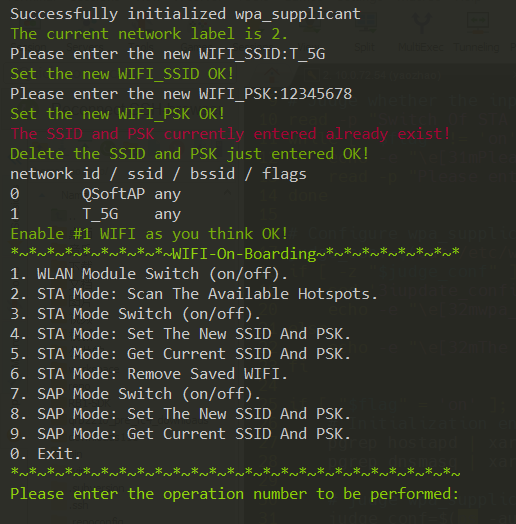 Successfully initialized wpa_supplicant
The current network label is 2.
Please enter the new WIFI_SSID:T_5G
Set the new WIFI_SSID OK!
Please enter the new WIFI_PSK:12345678
Set the new WIFI_PSK OK!
The SSID and PSK currently entered already exist!
Delete the SSID and PSK just entered OK!
network id / ssid / bssid / flags
0       QSoftAP any
1       T_5G    any
Enable #1 WIFI as you think OK!
*~*~*~*~*~*~*~*~*~WIFI-On-Boarding~*~*~*~*~*~*~*~*
1. WLAN Module Switch (on/off).
2. STA Mode: Scan The Available Hotspots.
3. STA Mode Switch (on/off).
4. STA Mode: Set The New SSID And PSK.
5. STA Mode: Get Current SSID And PSK.
6. STA Mode: Remove Saved WIFI.
7. SAP Mode Switch (on/off).
8. SAP Mode: Set The New SSID And PSK.
9. SAP Mode: Get Current SSID And PSK.
0. Exit.
*~*~*~*~*~*~*~*~*~*~*~*~*~*~*~*~*~*~*~*~*~*~*~*~*~
Please enter the operation number to be performed: